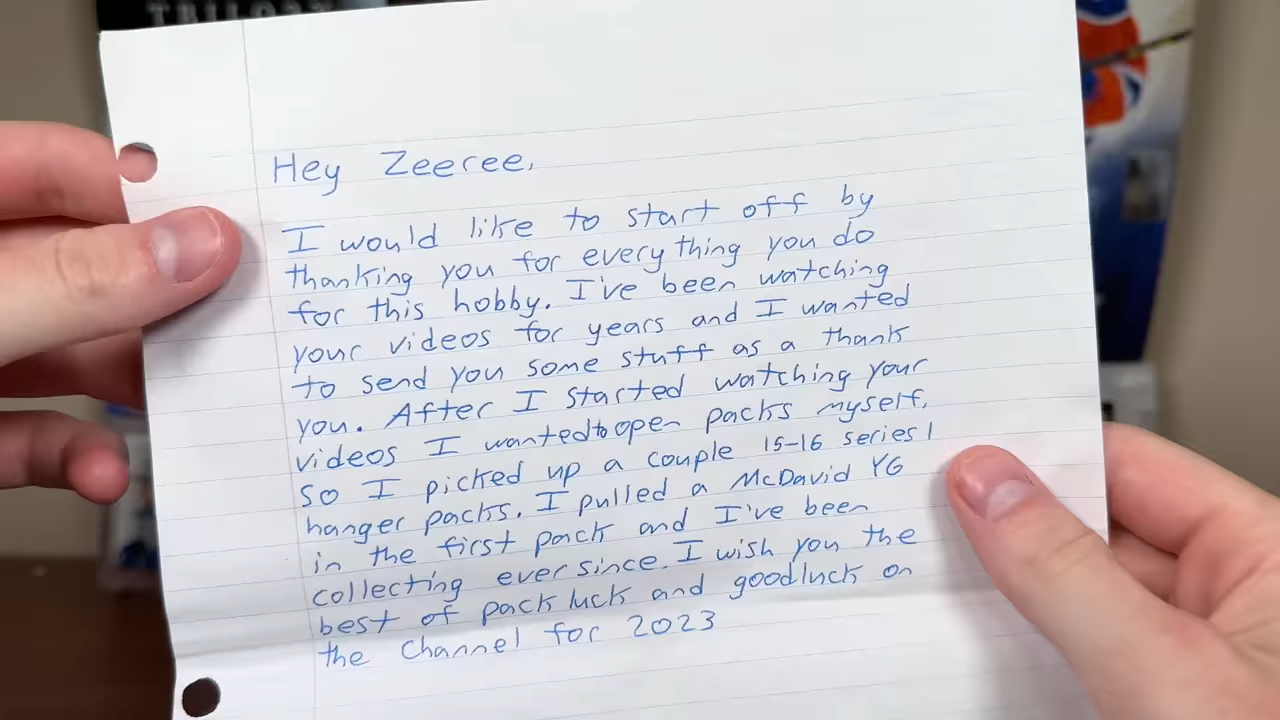 TRILOGY
Hey Zeeree,
I would like to start off by
thanking you for everything you do
for this hobby. I've been watching
your videos for years and I wanted
to send you some stuff as a thank
you. After I started watching your
videos I wanted to open packs myself,
so I picked up a couple 15-16 series 1
hanger packs. I pulled a McDavid YG
in the first pack and I've been
collecting ever since. I wish you the
best of pack luck and goodluck on
the channel for 2023